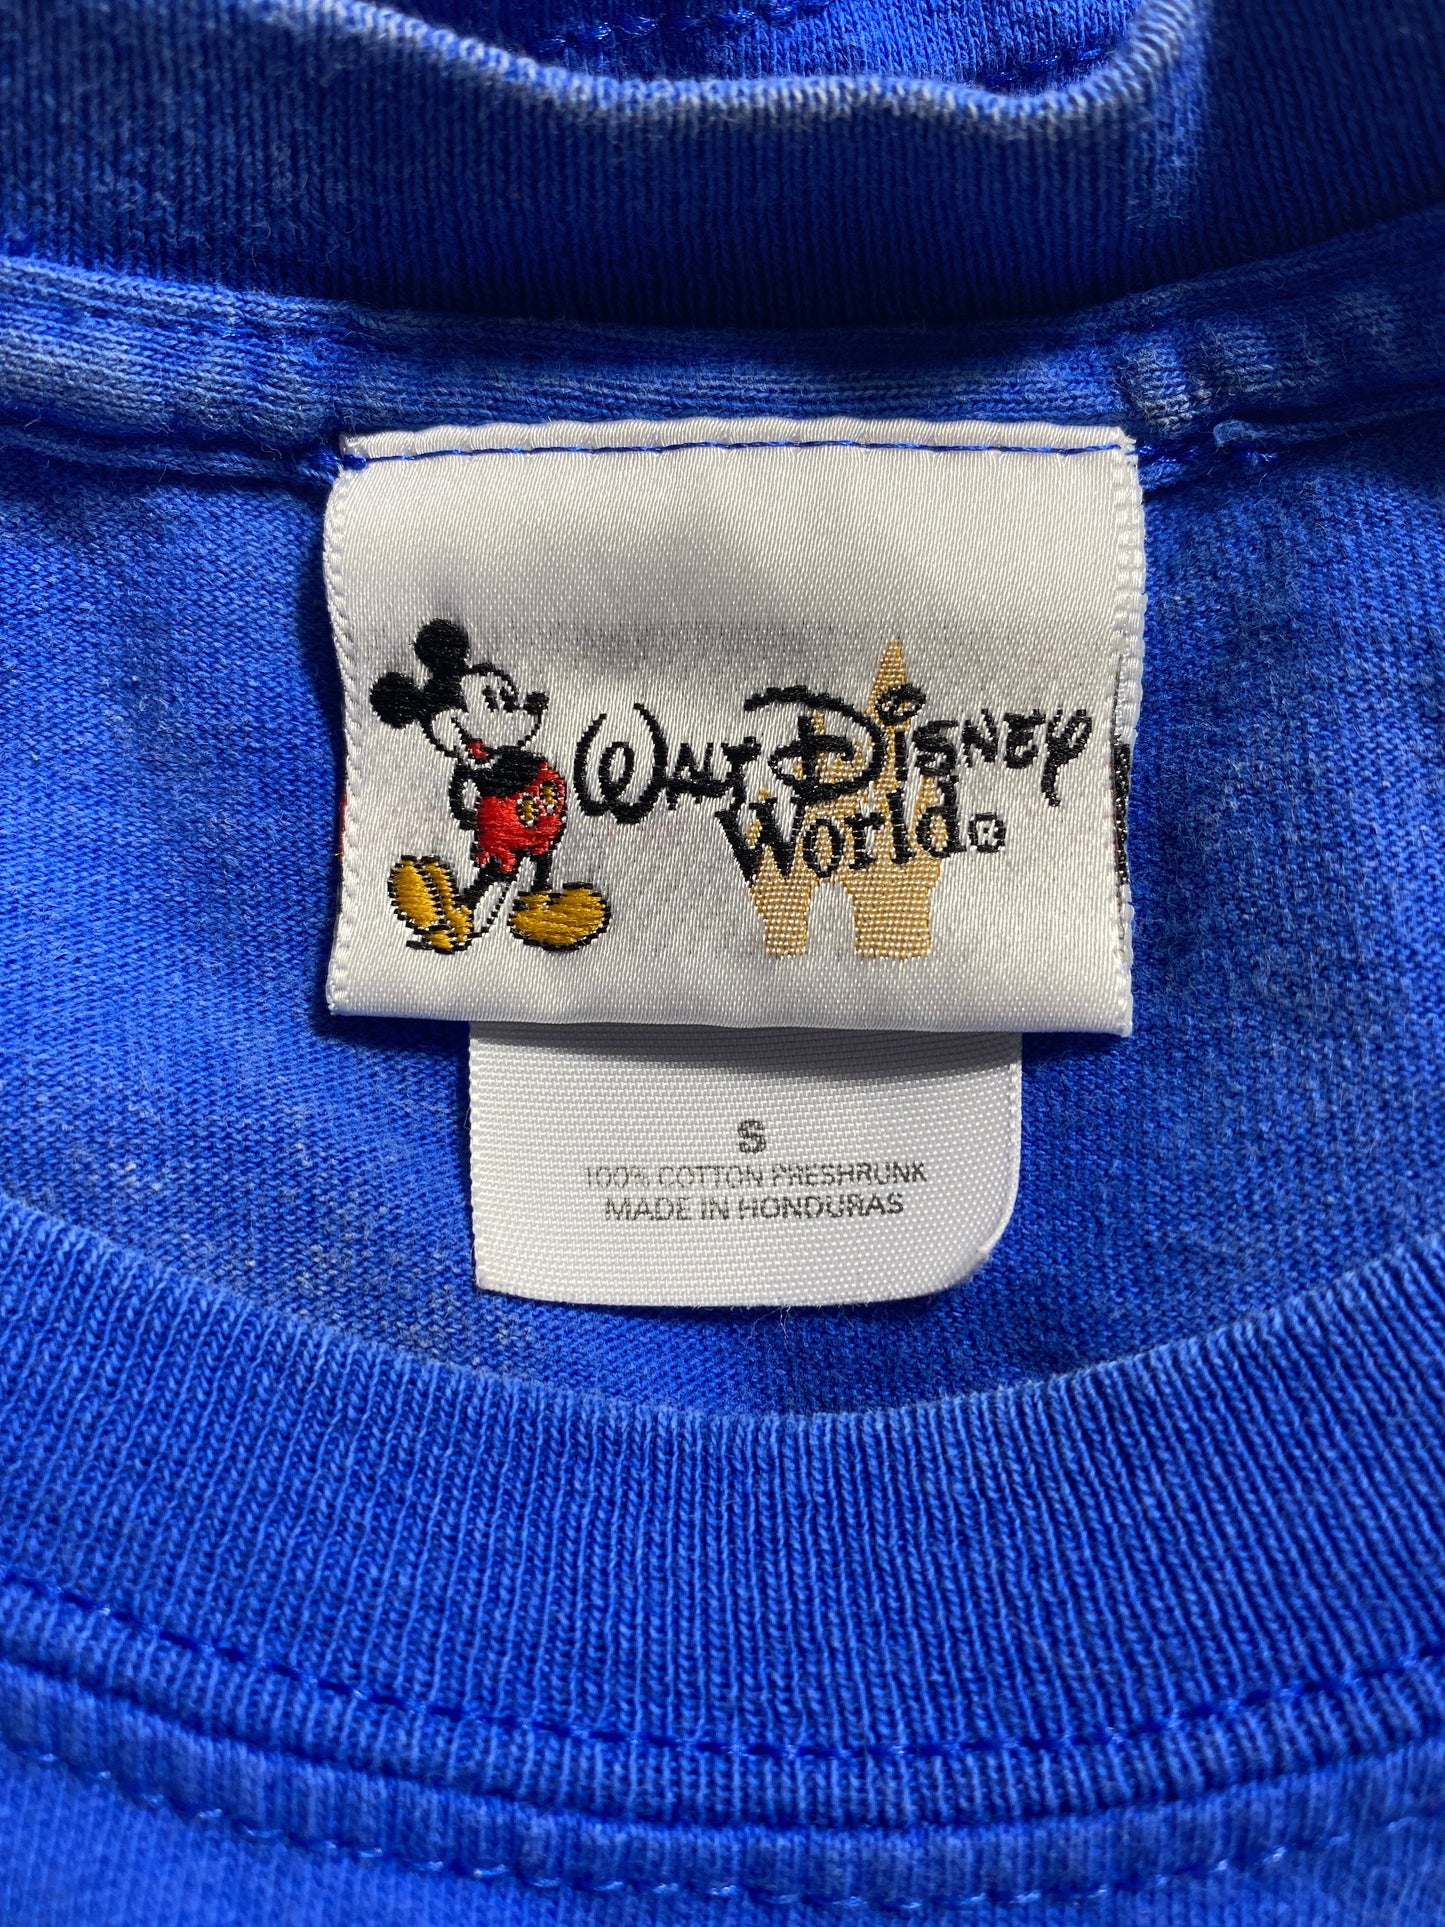 Walt Disney
World®
S
100% COTTON PRESHRUNK
MADE IN HONDURAS